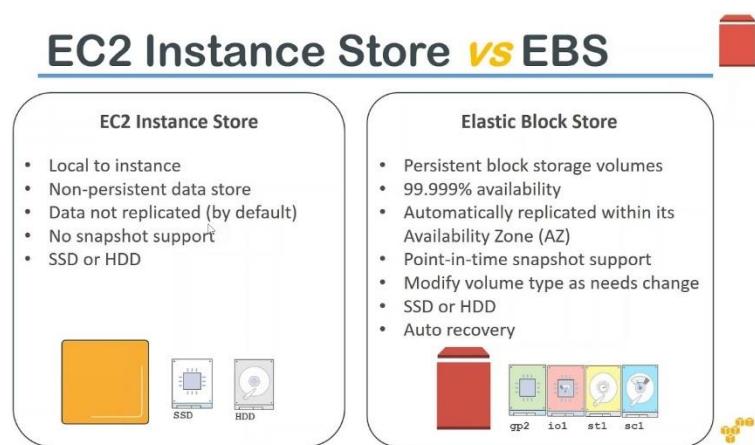 EC2 Instance Store vs EBS
EC2 Instance Store
• Local to instance
• Non-persistent data store
• Data not replicated (by default)
• No snapshot support
• SSD or HDD
SSD
HDD
Elastic Block Store
• Persistent block storage volumes
• 99.999% availability
• Automatically replicated within its
Availability Zone (AZ)
• Point-in-time snapshot support
• Modify volume type as needs change
• SSD or HDD
• Auto recovery
gp2
io1
st1
sc1